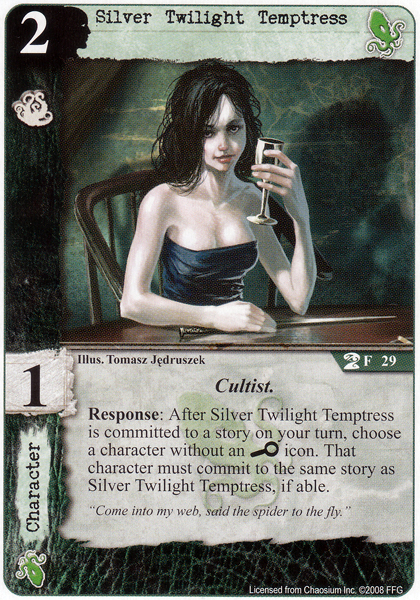 2
Silver Twilight Temptress
Illus. Tomasz Jędruszek
F 29
1
Cultist.
Response: After Silver Twilight Temptress
is committed to a story on your turn, choose
a character without an icon. That
character must commit to the same story as
Silver Twilight Temptress, if able.
“Come into my web, said the spider to the fly.”
Character
Licensed from Chaosium Inc. ©2008 FFG